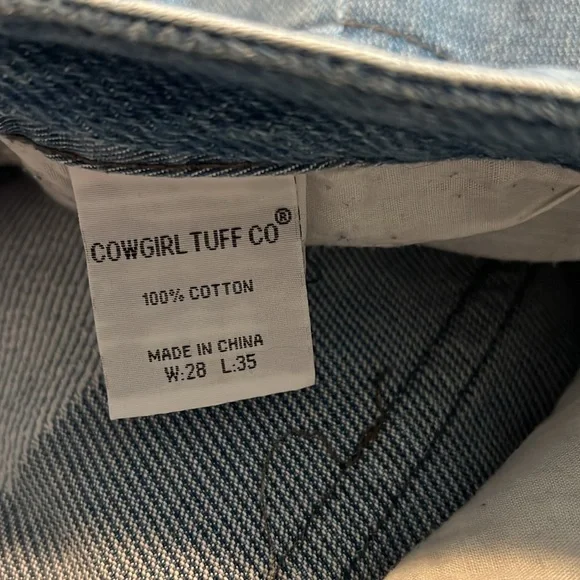 COWGIRL TUFF CO®
100% COTTON
MADE IN CHINA
W:28 L:35